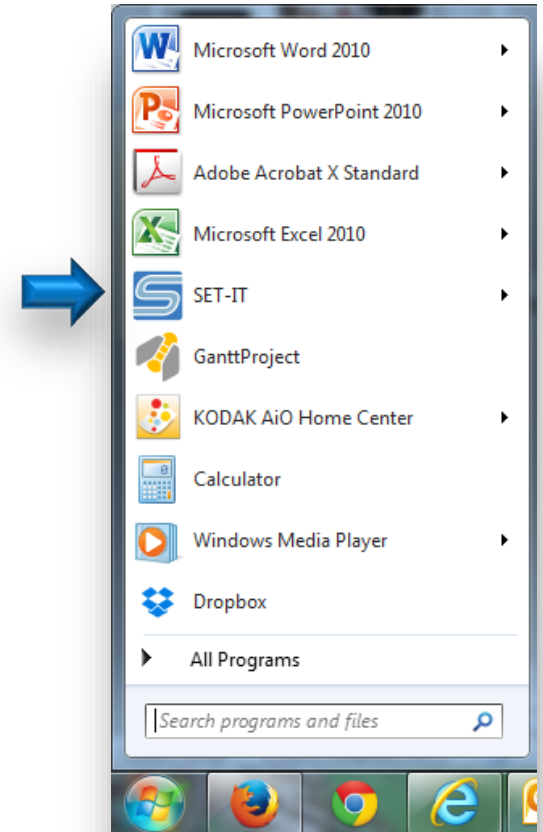 Microsoft Word 2010
Microsoft PowerPoint 2010
Adobe Acrobat X Standard
Microsoft Excel 2010
SET-IT
GanttProject
KODAK AiO Home Center
Calculator
Windows Media Player
Dropbox
All Programs
Search programs and files